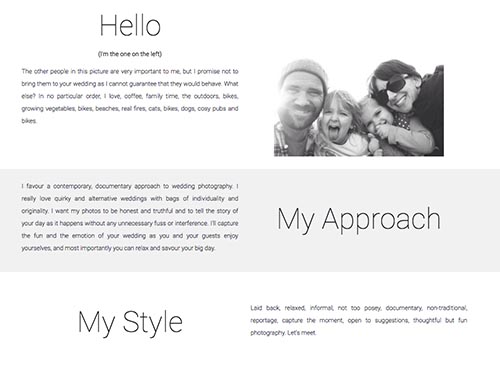 Hello
(I'm the one on the left)
The other people in this picture are very important to me, but I promise not to
bring them to your wedding as I cannot guarantee that they would behave. What
else? In no particular order, I love, coffee, family time, the outdoors, bikes,
growing vegetables, bikes, beaches, real fires, cats, bikes, dogs, cosy pubs and
bikes.
I favour a contemporary, documentary approach to wedding photography. I
really love quirky and alternative weddings with bags of individuality and
originality. I want my photos to be honest and truthful and to tell the story of
your day as it happens without any unnecessary fuss or interference. I'll capture
the fun and the emotion of your wedding as you and your guests enjoy
yourselves, and most importantly you can relax and savour your big day.
My Approach
My Style
Laid back, relaxed, informal, not too posey, documentary, non-traditional,
reportage, capture the moment, open to suggestions, thoughtful but fun
photography. Let's meet.